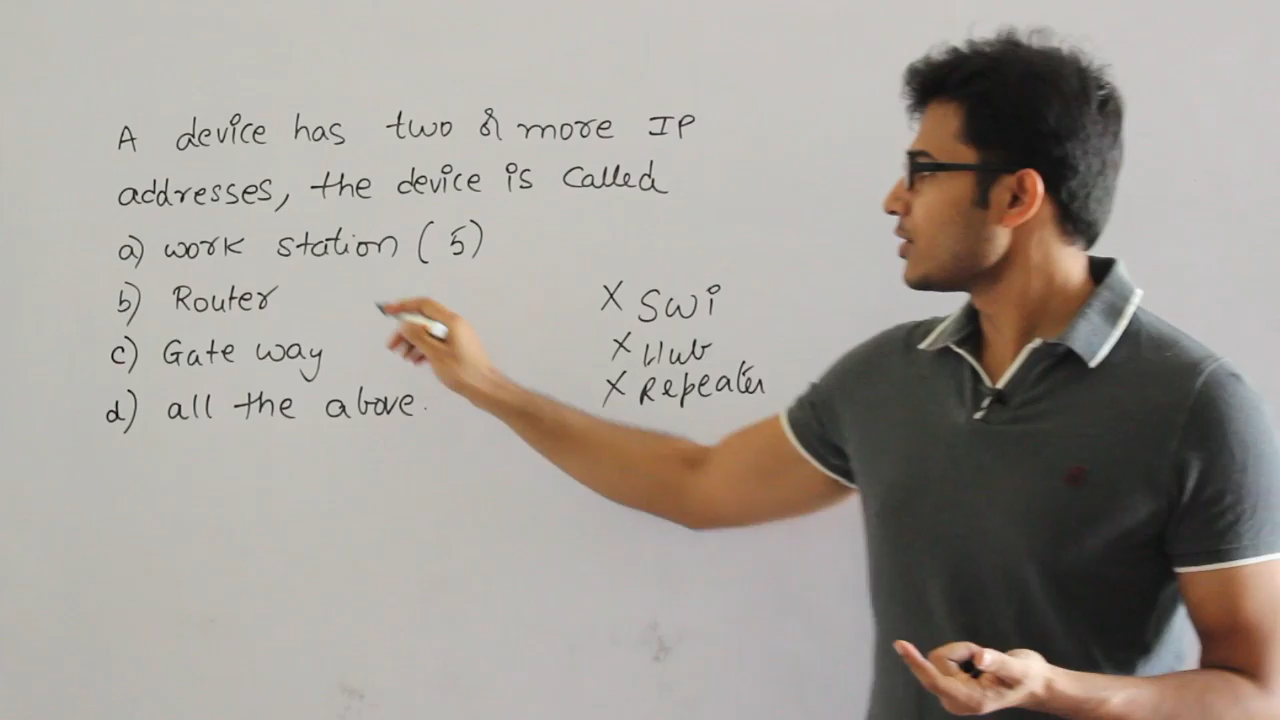 A device has two & more IP
addresses, the device is called
a) work station (5)
b) Router
c) Gate way
d) all the above.
X Swi
X Hub
X Repeater